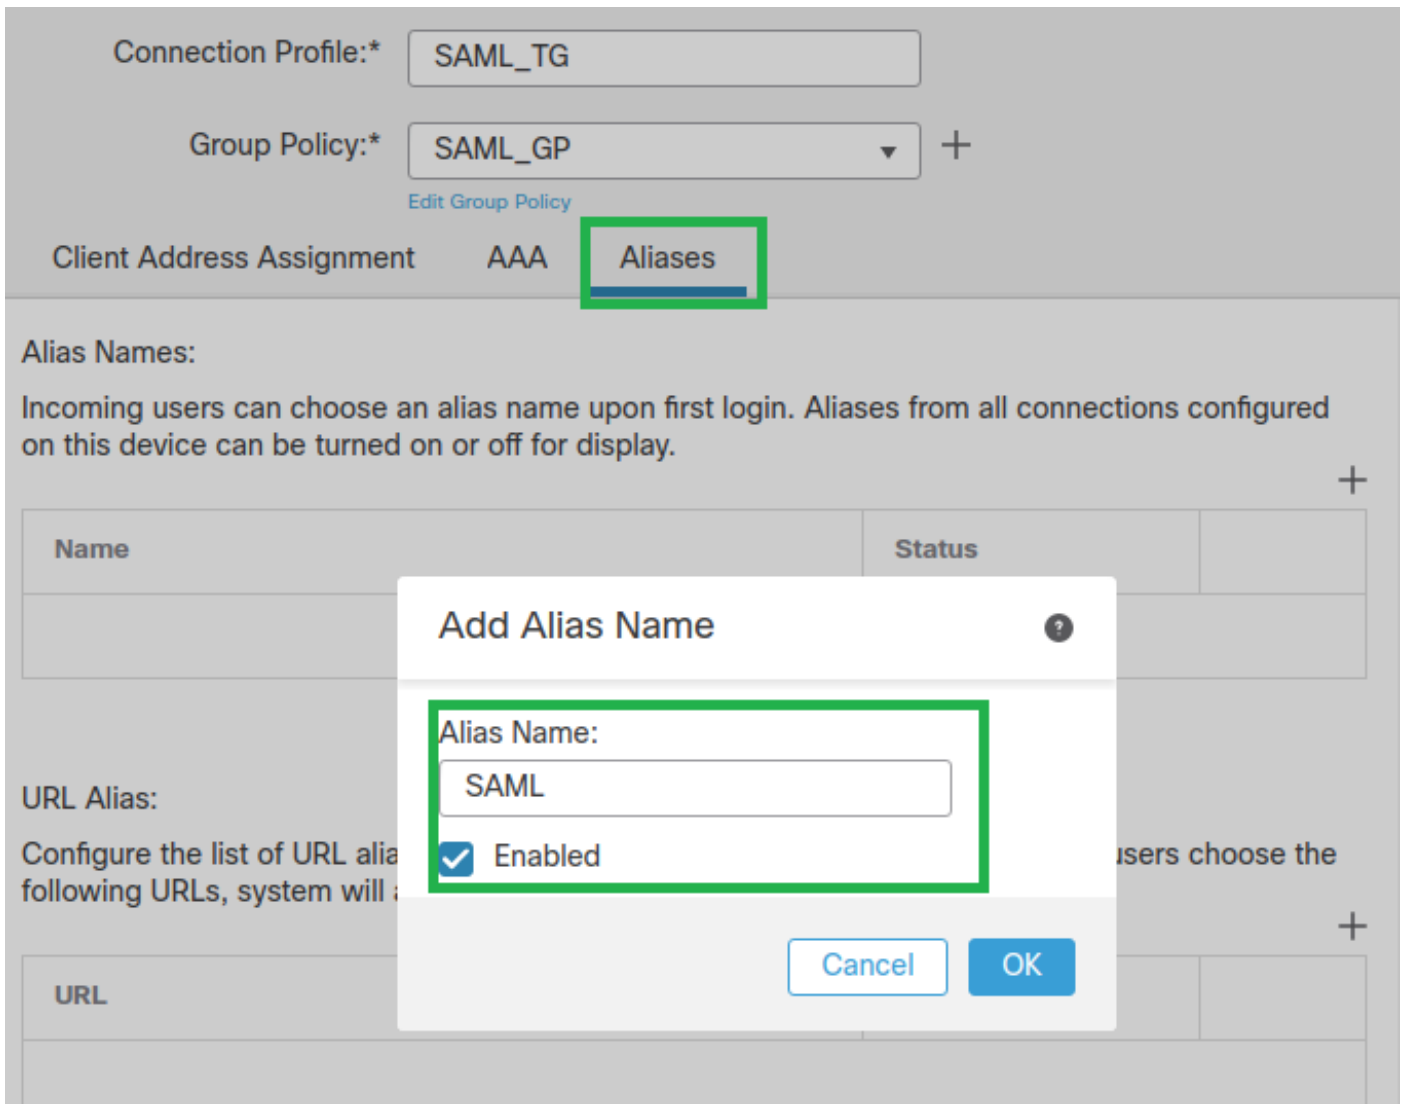 Connection Profile:* SAML_TG
Group Policy:* SAML_GP
Edit Group Policy
Client Address Assignment AAA Aliases
Alias Names:
Incoming users can choose an alias name upon first login. Aliases from all connections configured
on this device can be turned on or off for display.
Name Status
Add Alias Name ?
Alias Name:
SAML
Enabled
Cancel OK
URL Alias:
Configure the list of URL users choose the
following URLs, system will
URL